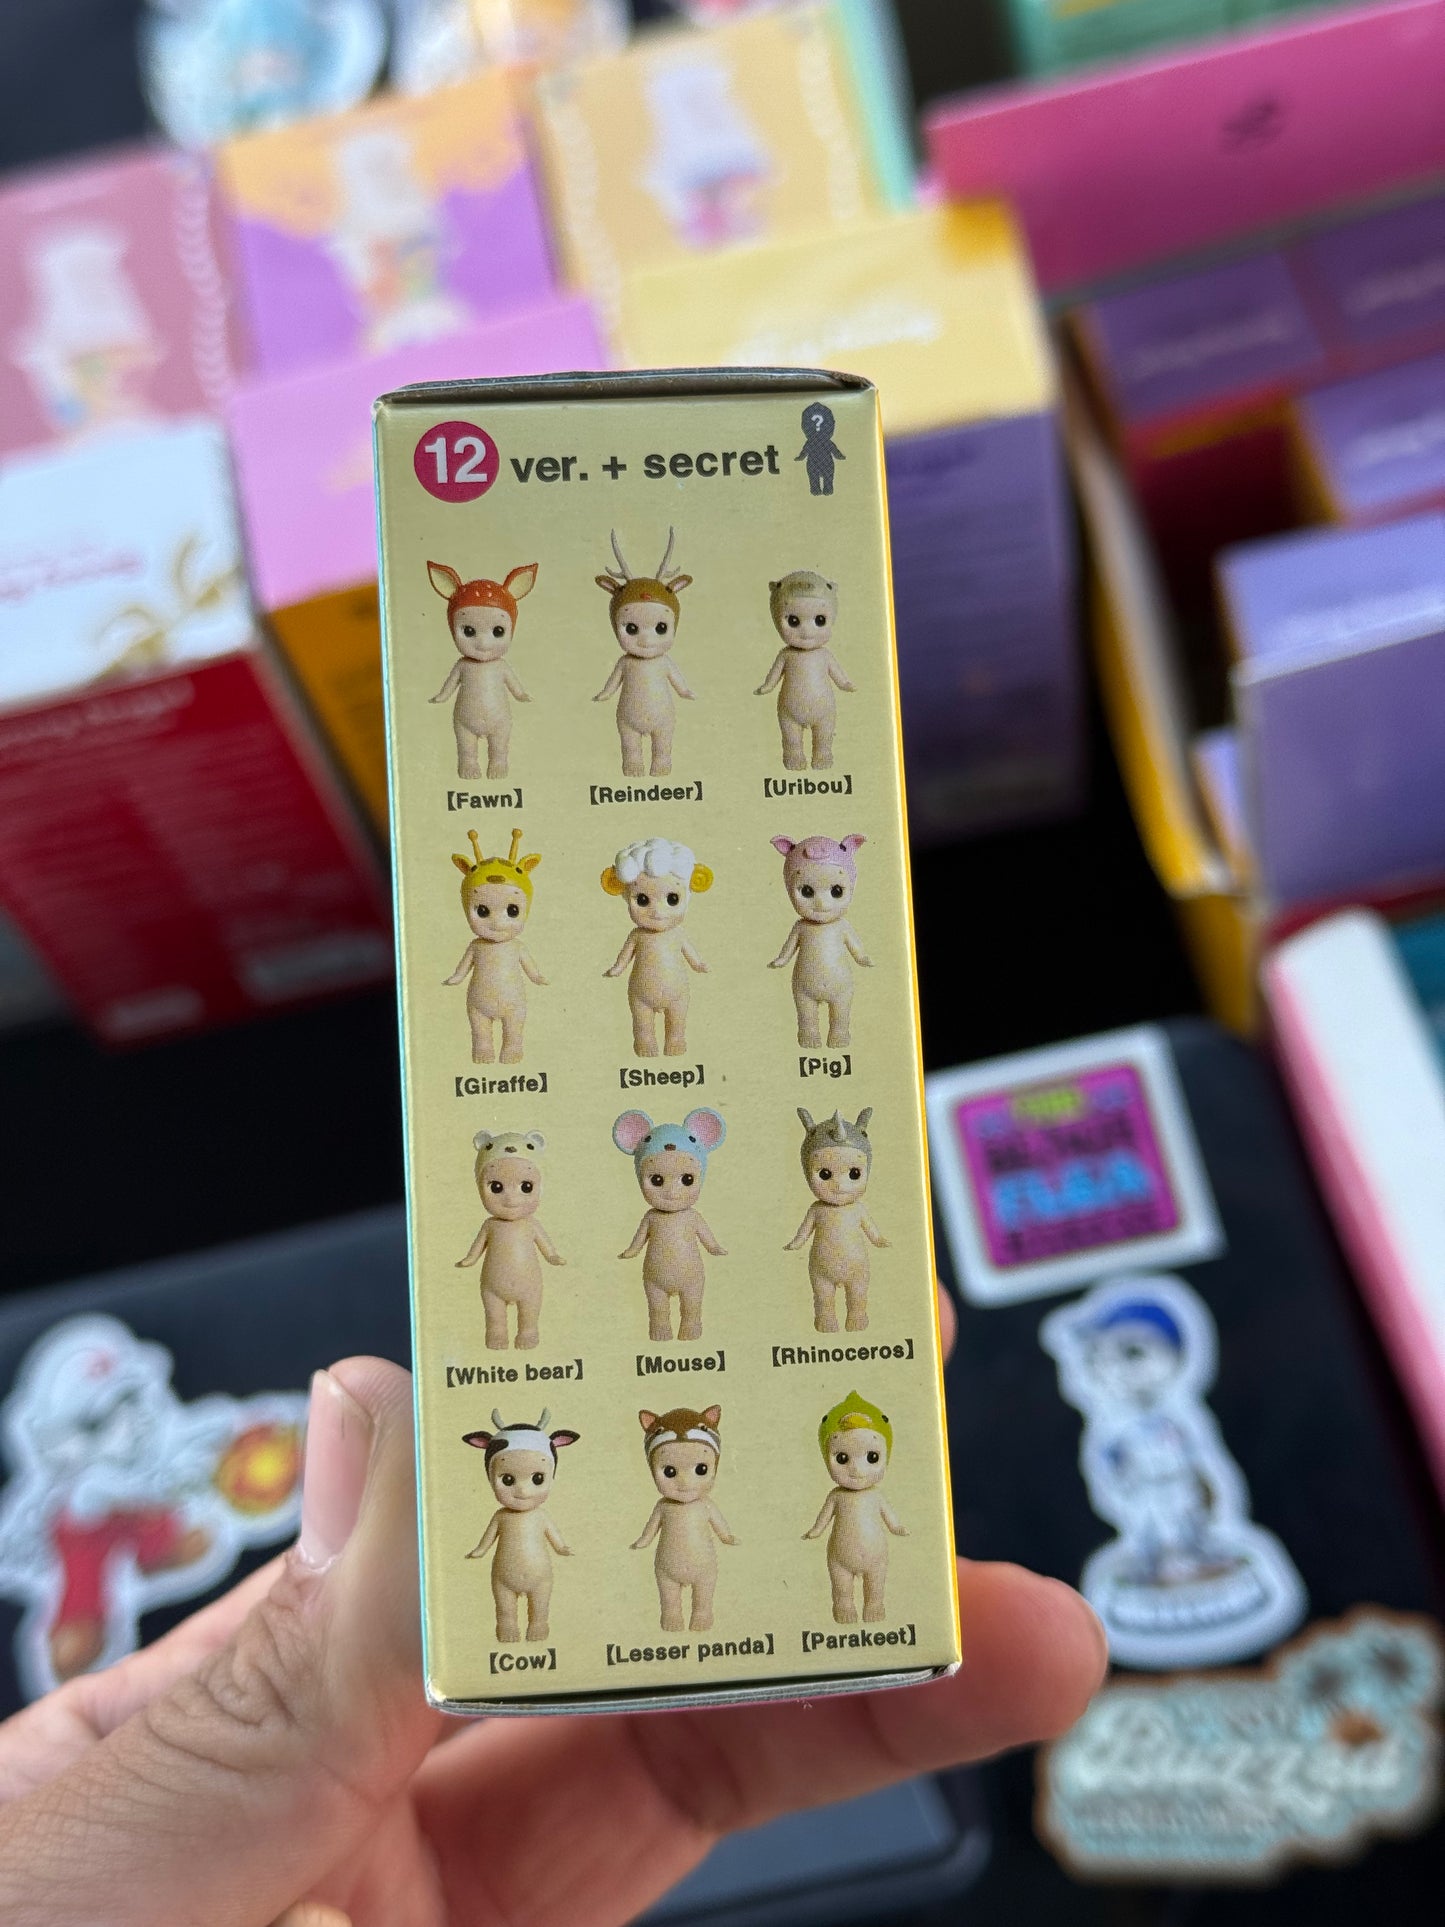 12 ver. + secret ?
【Fawn】 【Reindeer】 【Uribou】
【Giraffe】 【Sheep】 【Pig】
【White bear】 【Mouse】 【Rhinoceros】
【Cow】 【Lesser panda】 【Parakeet】